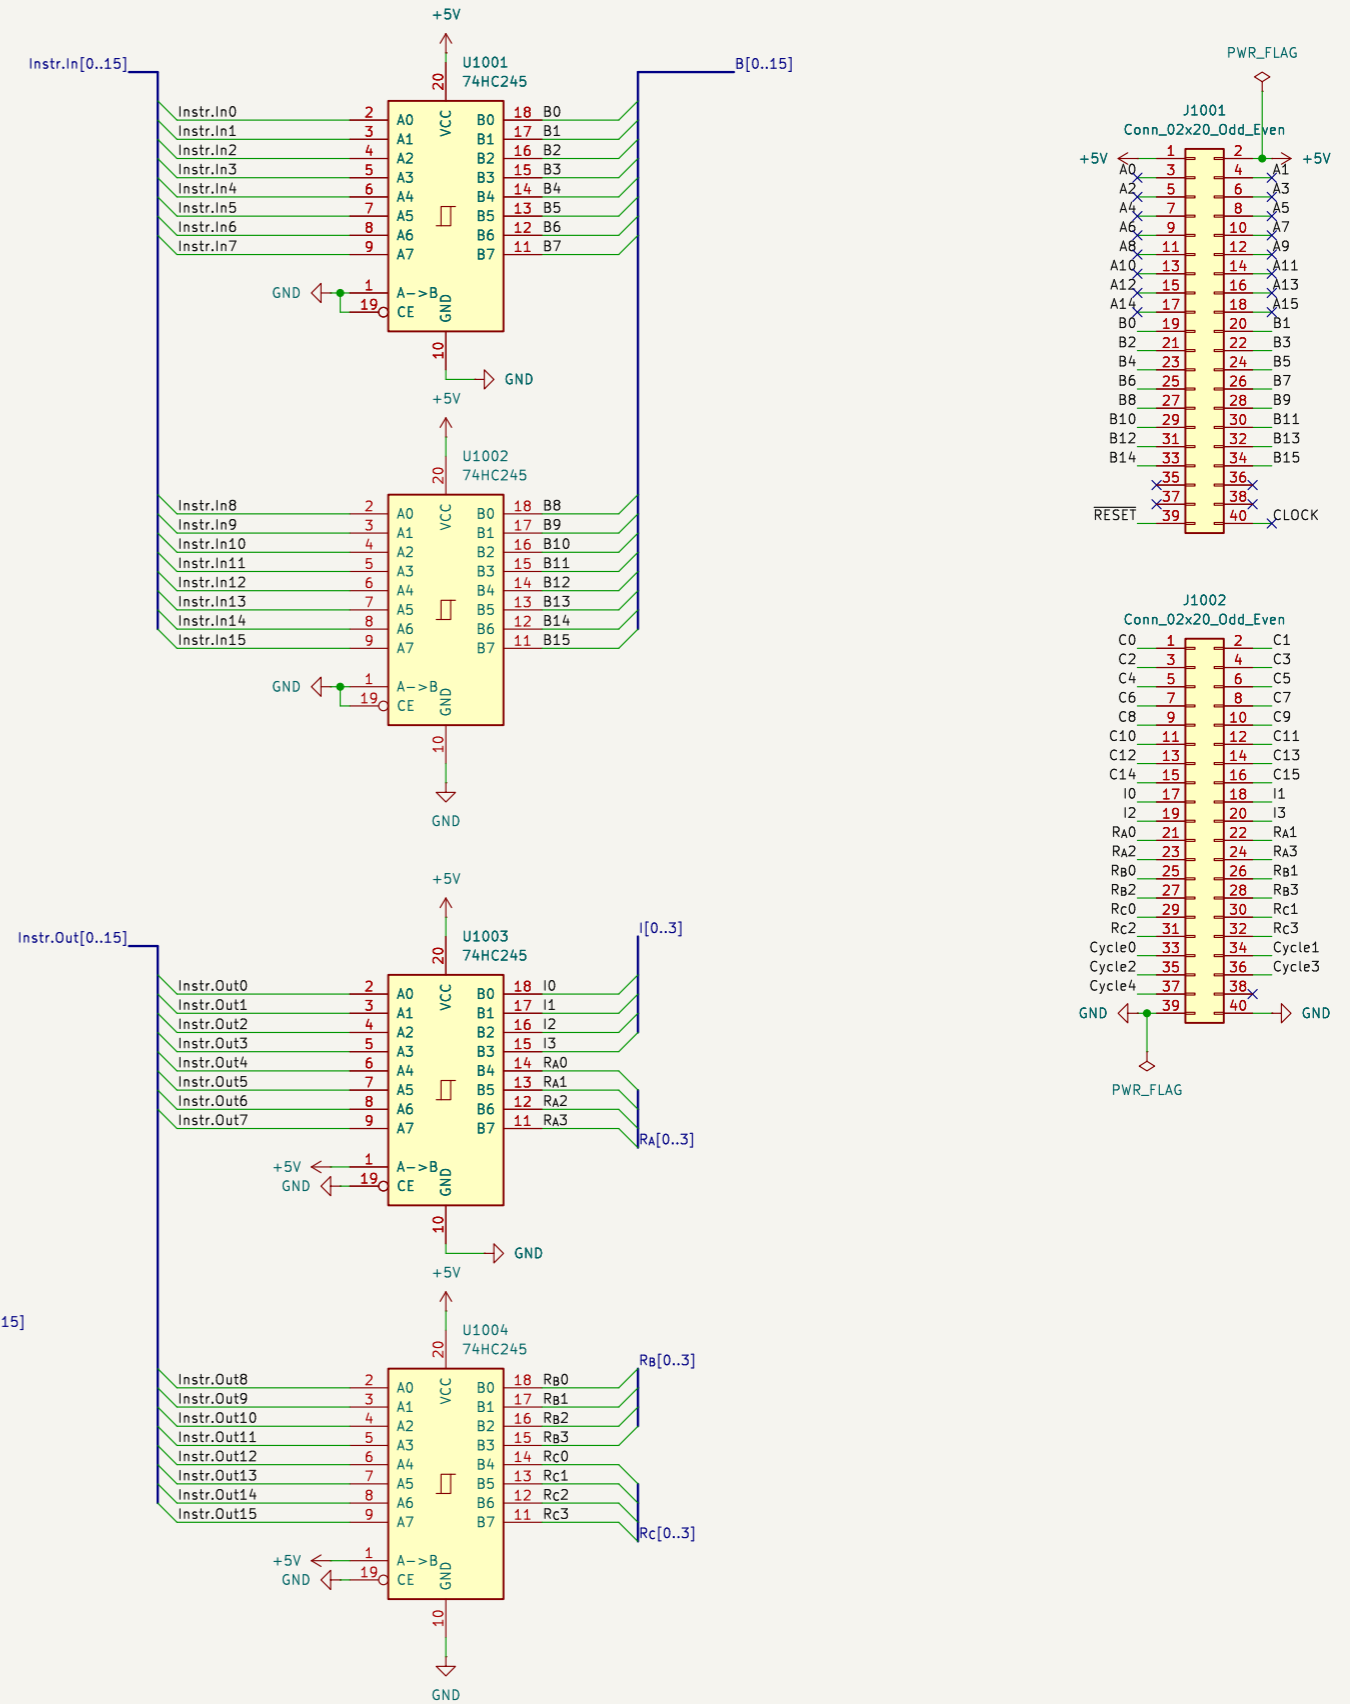 +5V
Instr.In[0..15]
U1001
74HC245
B[0..15]
20
VCC
Instr.In0 2 A0 B0 18 B0
Instr.In1 3 A1 B1 17 B1
Instr.In2 4 A2 B2 16 B2
Instr.In3 5 A3 B3 15 B3
Instr.In4 6 A4 B4 14 B4
Instr.In5 7 A5 B5 13 B5
Instr.In6 8 A6 B6 12 B6
Instr.In7 9 A7 B7 11 B7
GND 1 A->B
19 CE
GND
10
GND
+5V
U1002
74HC245
20
VCC
Instr.In8 2 A0 B0 18 B8
Instr.In9 3 A1 B1 17 B9
Instr.In10 4 A2 B2 16 B10
Instr.In11 5 A3 B3 15 B11
Instr.In12 6 A4 B4 14 B12
Instr.In13 7 A5 B5 13 B13
Instr.In14 8 A6 B6 12 B14
Instr.In15 9 A7 B7 11 B15
GND 1 A->B
19 CE
GND
10
GND
+5V
Instr.Out[0..15]
U1003
74HC245
I[0..3]
20
VCC
Instr.Out0 2 A0 B0 18 I0
Instr.Out1 3 A1 B1 17 I1
Instr.Out2 4 A2 B2 16 I2
Instr.Out3 5 A3 B3 15 I3
Instr.Out4 6 A4 B4 14 RA0
Instr.Out5 7 A5 B5 13 RA1
Instr.Out6 8 A6 B6 12 RA2
Instr.Out7 9 A7 B7 11 RA3
RA[0..3]
+5V 1 A->B
GND 19 CE
GND
10
GND
+5V
15]
U1004
74HC245
RB[0..3]
20
VCC
Instr.Out8 2 A0 B0 18 RB0
Instr.Out9 3 A1 B1 17 RB1
Instr.Out10 4 A2 B2 16 RB2
Instr.Out11 5 A3 B3 15 RB3
Instr.Out12 6 A4 B4 14 RC0
Instr.Out13 7 A5 B5 13 RC1
Instr.Out14 8 A6 B6 12 RC2
Instr.Out15 9 A7 B7 11 RC3
RC[0..3]
+5V 1 A->B
GND 19 CE
GND
10
GND
PWR_FLAG
J1001
Conn_02x20_Odd_Even
+5V 1 2 +5V
A0 3 4 A1
A2 5 6 A3
A4 7 8 A5
A6 9 10 A7
A8 11 12 A9
A10 13 14 A11
A12 15 16 A13
A14 17 18 A15
B0 19 20 B1
B2 21 22 B3
B4 23 24 B5
B6 25 26 B7
B8 27 28 B9
B10 29 30 B11
B12 31 32 B13
B14 33 34 B15
35 36
37 38
RESET 39 40 CLOCK
J1002
Conn_02x20_Odd_Even
C0 1 2 C1
C2 3 4 C3
C4 5 6 C5
C6 7 8 C7
C8 9 10 C9
C10 11 12 C11
C12 13 14 C13
C14 15 16 C15
I0 17 18 I1
I2 19 20 I3
RA0 21 22 RA1
RA2 23 24 RA3
RB0 25 26 RB1
RB2 27 28 RB3
RC0 29 30 RC1
RC2 31 32 RC3
Cycle0 33 34 Cycle1
Cycle2 35 36 Cycle3
Cycle4 37 38
GND 39 40 GND
PWR_FLAG